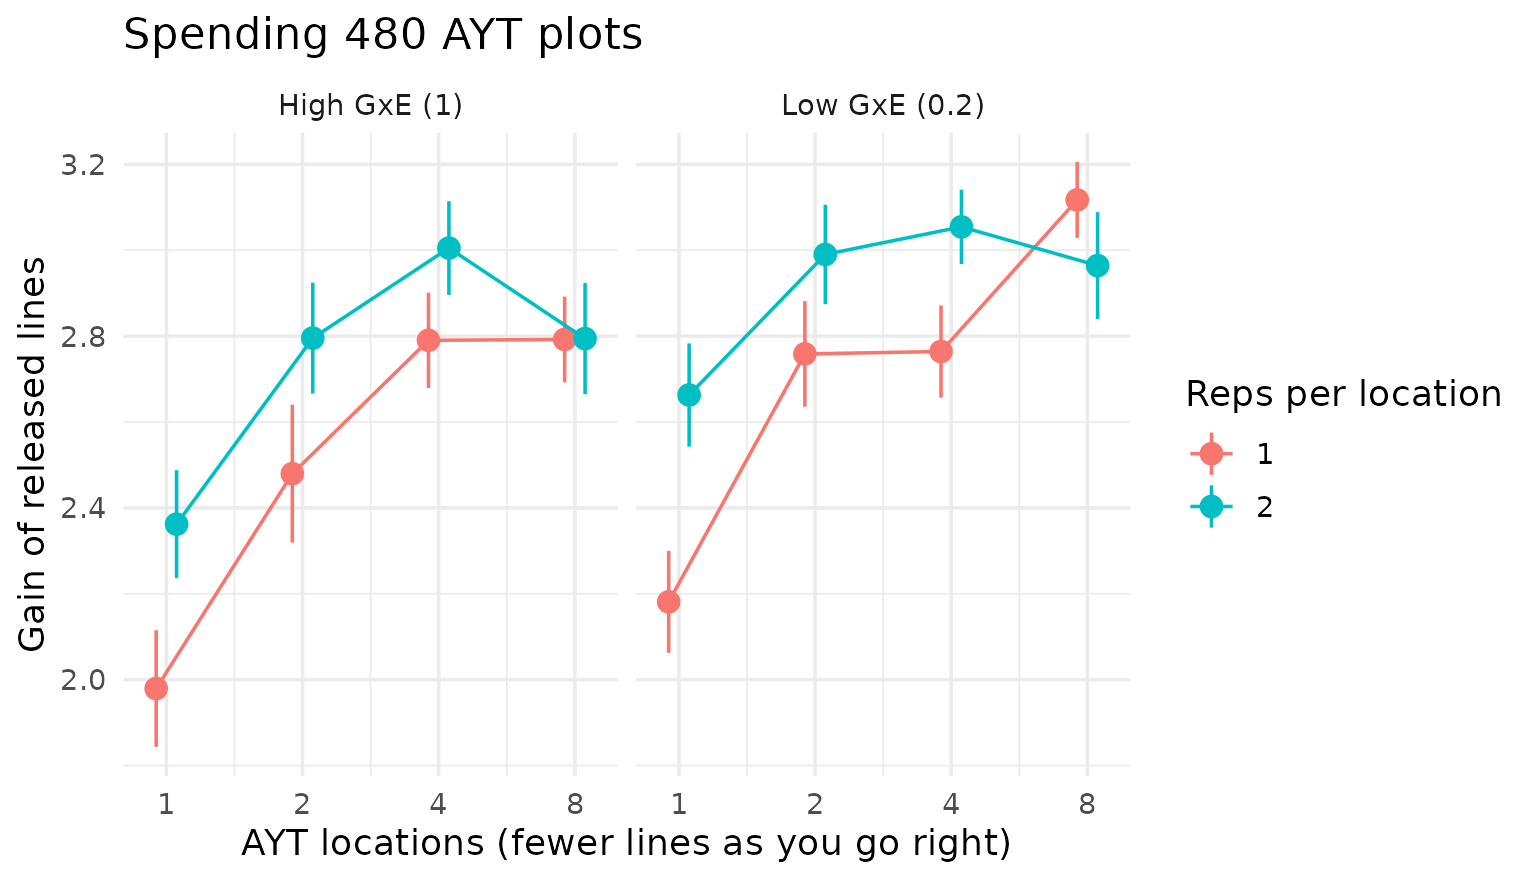 Spending 480 AYT plots
High GxE (1)
Low GxE (0.2)
3.2
2.8
2.4
2.0
Gain of released lines
1 2 4 8
1 2 4 8
AYT locations (fewer lines as you go right)
Reps per location
1
2